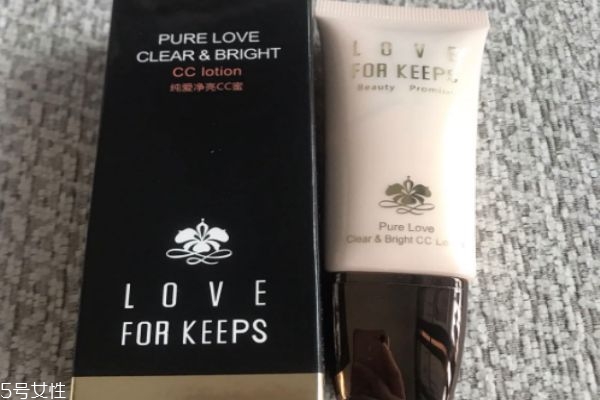 PURE LOVE
CLEAR & BRIGHT
CC lotion
纯爱净亮CC蜜
LOVE
FOR KEEPS
LOVE
FOR KEEPS
Beauty
Pure Love
Clear & Bright CC
5号女性